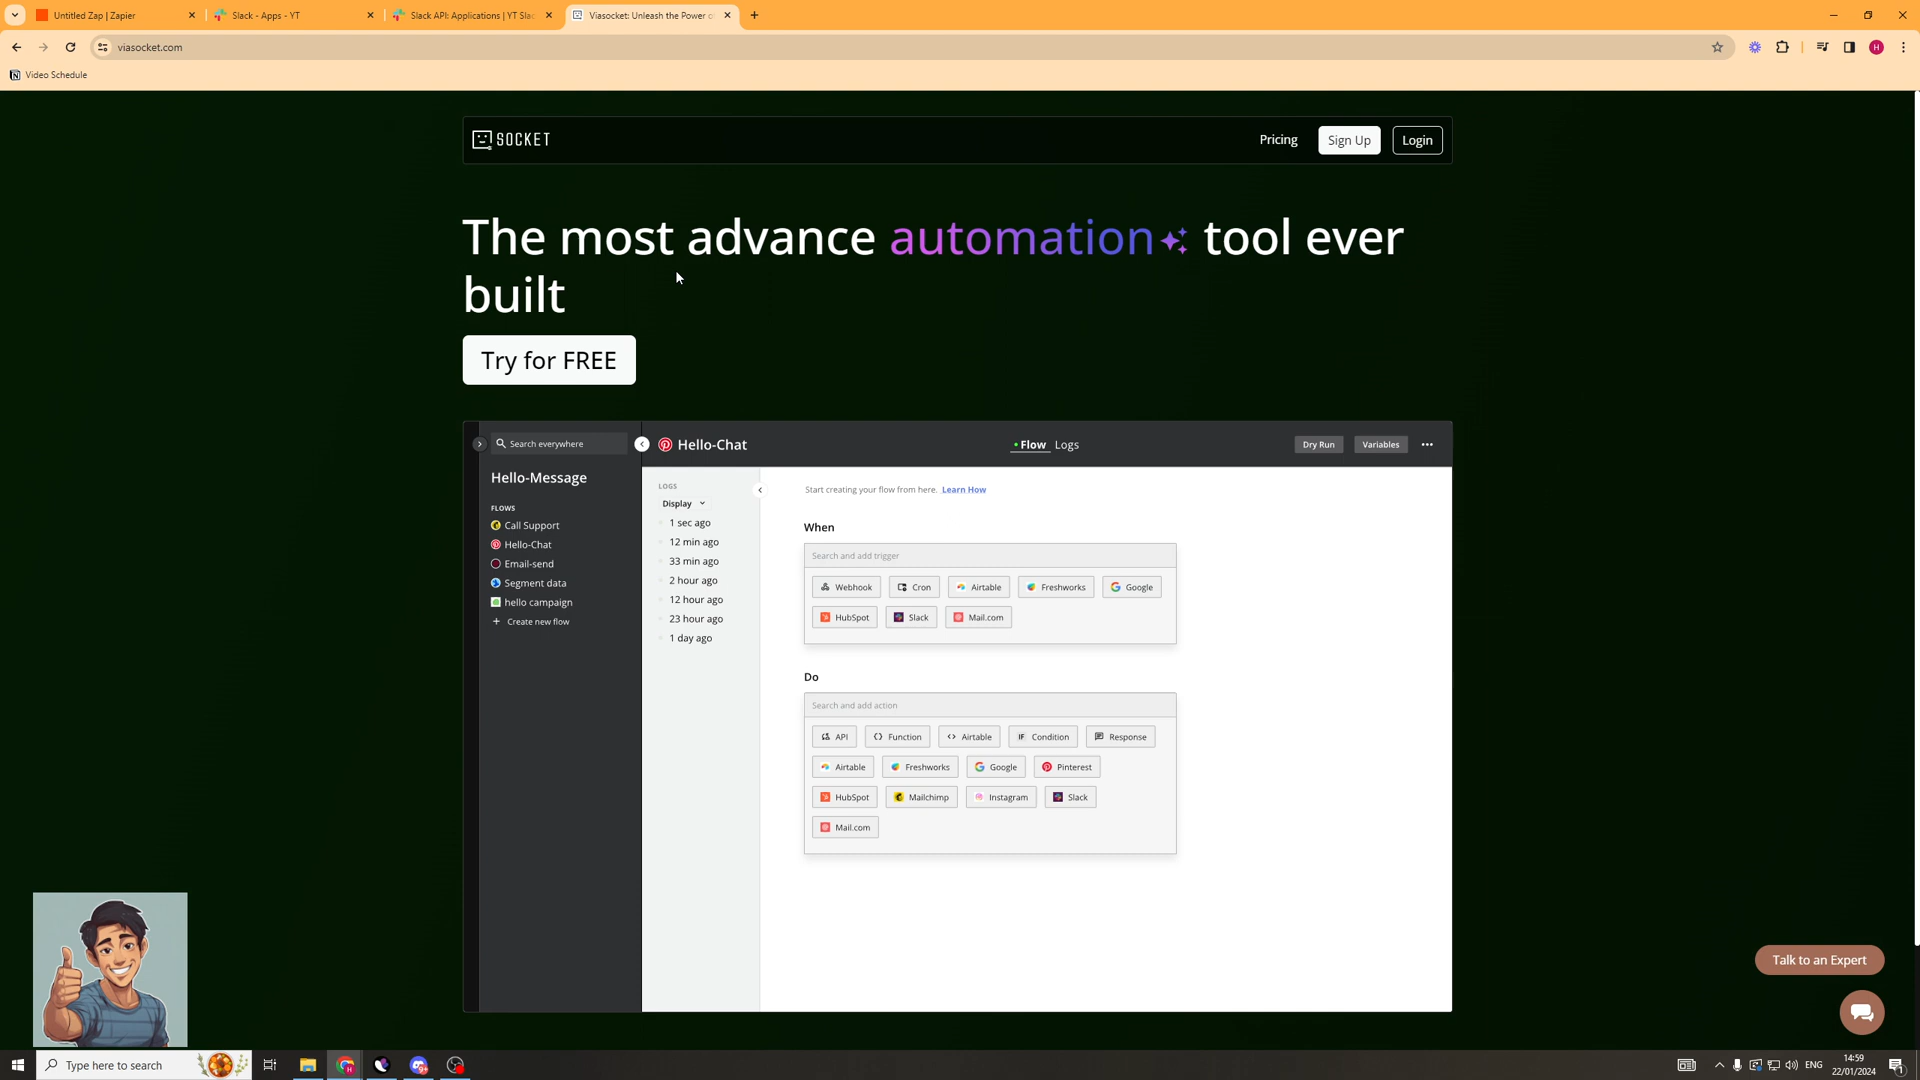 Untitled Zap | Zapier
Slack - Apps - YT
Slack API: Applications | YT Slac
Viasocket: Unleash the Power o
viasocket.com
H
Video Schedule
SOCKET
Pricing
Sign Up
Login
The most advance automation tool ever
built
Try for FREE
Search everywhere
Hello-Chat
Flow
Logs
Dry Run
Variables
Hello-Message
FLOWS
Call Support
Hello-Chat
Email-send
Segment data
hello campaign
+ Create new flow
LOGS
Display
1 sec ago
12 min ago
33 min ago
2 hour ago
12 hour ago
23 hour ago
1 day ago
Start creating your flow from here. Learn How
When
Search and add trigger
Webhook
Cron
Airtable
Freshworks
Google
HubSpot
Slack
Mail.com
Do
Search and add action
API
Function
Airtable
IF Condition
Response
Airtable
Freshworks
Google
Pinterest
HubSpot
Mailchimp
Instagram
Slack
Mail.com
Talk to an Expert
Type here to search
ENG
14:59
22/01/2024